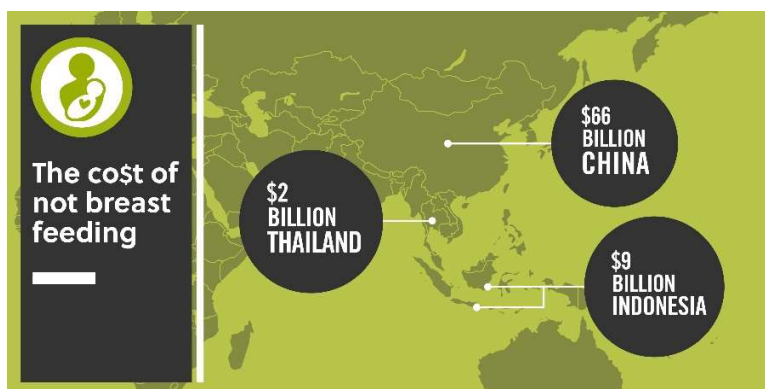 The co$t of
not breast
feeding
$2
BILLION
THAILAND
$66
BILLION
CHINA
$9
BILLION
INDONESIA